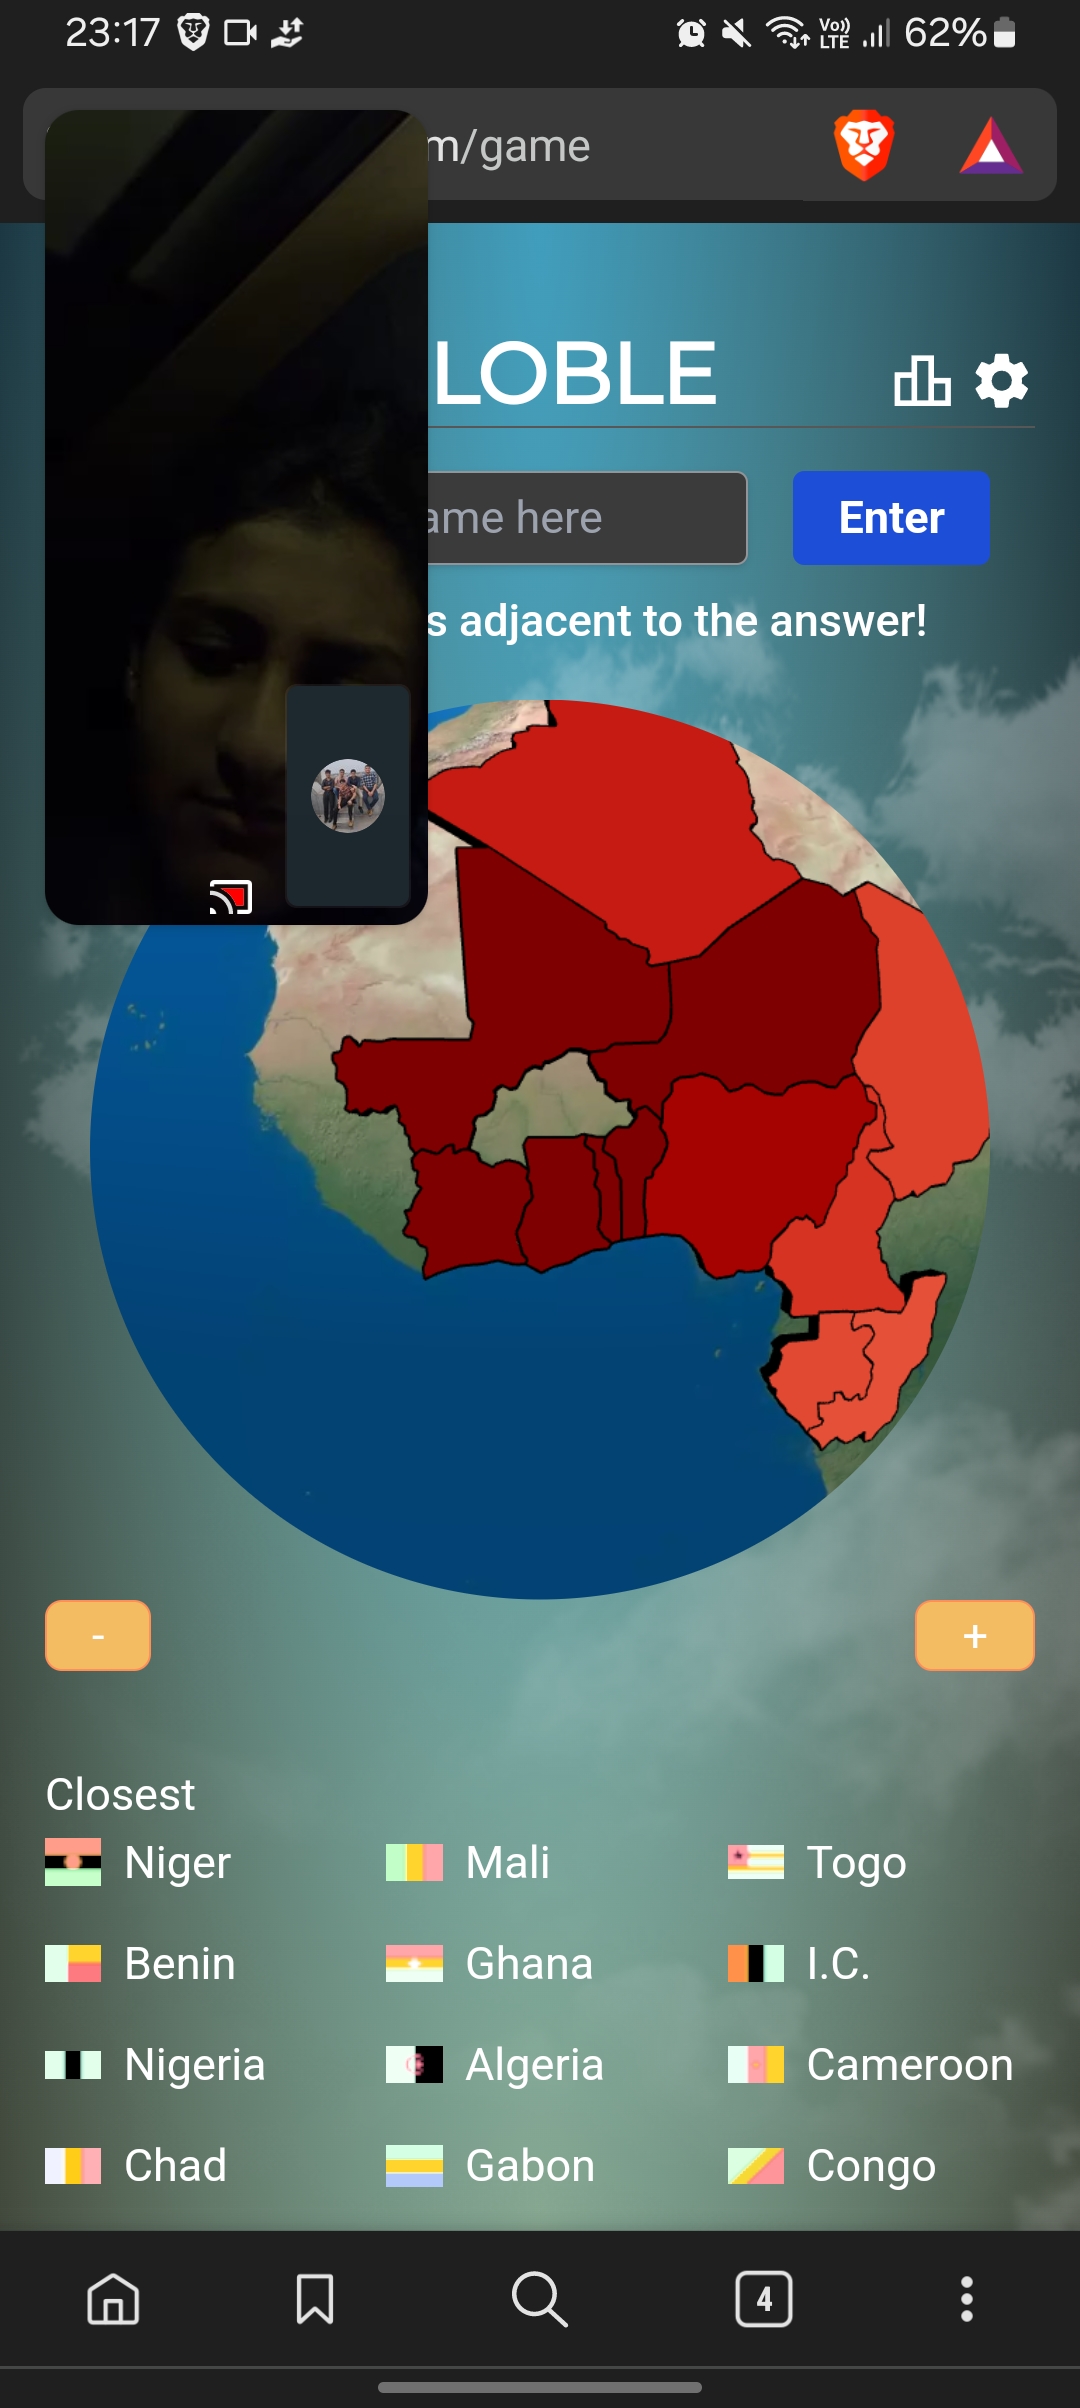 23:17
Vo))
LTE
62%
m/game
LOBLE
ame here
Enter
s adjacent to the answer!
-
+
Closest
Niger
Mali
Togo
Benin
Ghana
I.C.
Nigeria
Algeria
Cameroon
Chad
Gabon
Congo
4